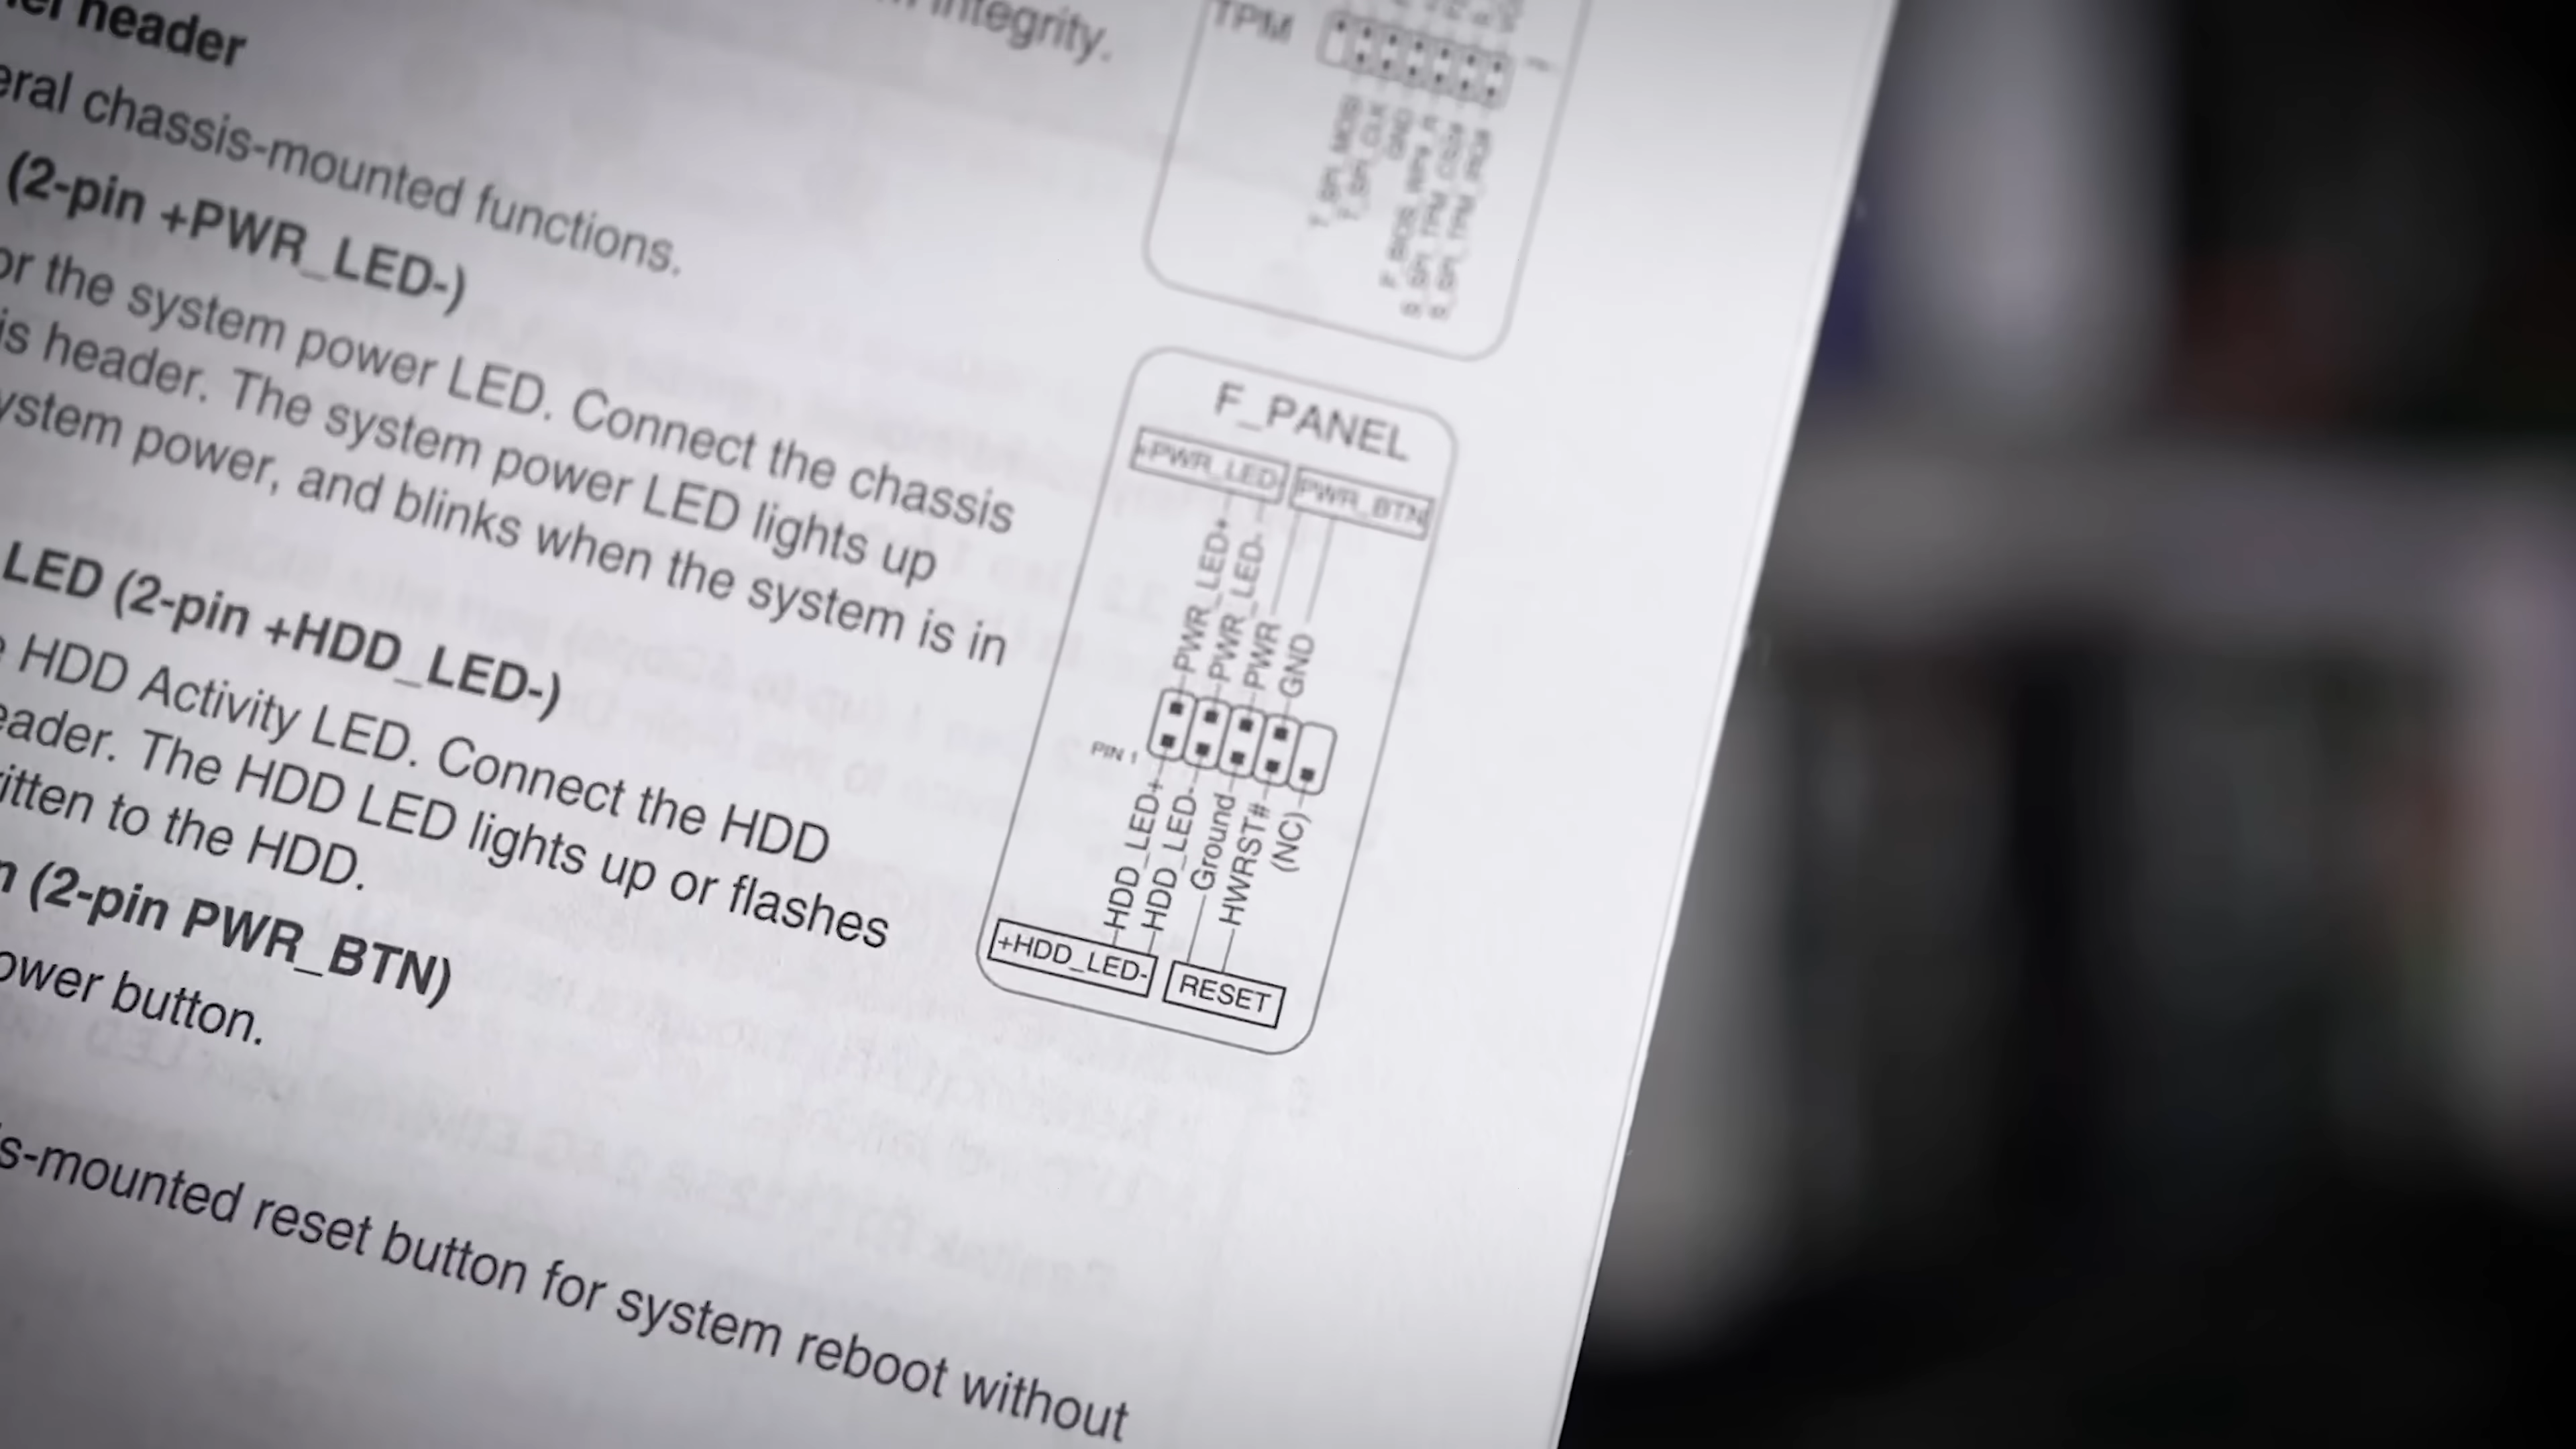 header
eral chassis-mounted functions.
(2-pin +PWR_LED-)
or the system power LED. Connect the chassis
is header. The system power LED lights up
ystem power, and blinks when the system is in
LED (2-pin +HDD_LED-)
HDD Activity LED. Connect the HDD
eader. The HDD LED lights up or flashes
itten to the HDD.
n (2-pin PWR_BTN)
ower button.
s-mounted reset button for system reboot without
integrity.
TPM
T_SPI_MOSI
T_SPI_CLK
GND
F_PANEL
+PWR_LED- PWR_BTN
PWR_LED+
PWR_LED-
PWR
GND
PIN 1
HDD_LED+
HDD_LED-
Ground
HWRST#
(NC)
+HDD_LED- RESET